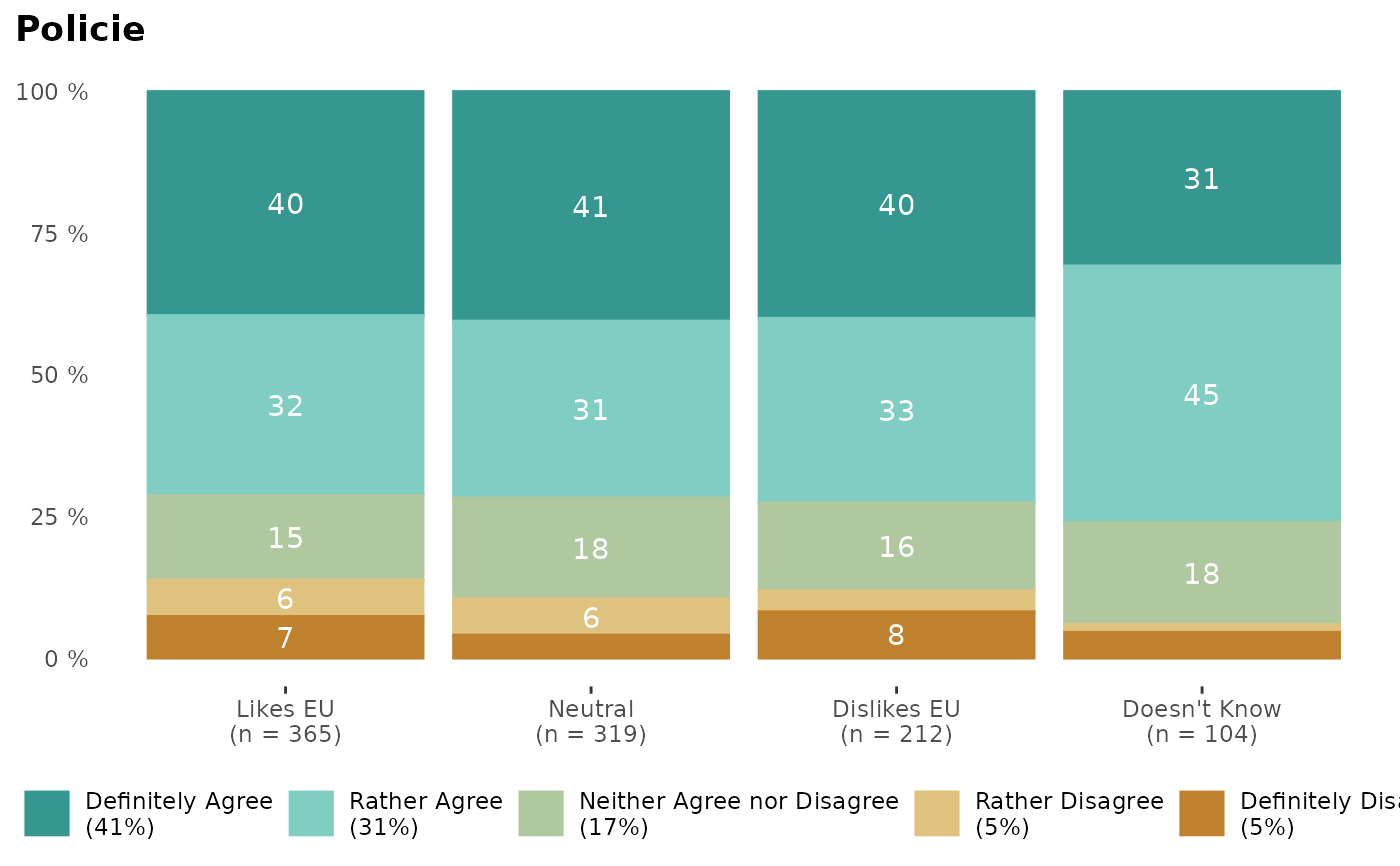 Policie
100 %
75 %
50 %
25 %
0 %
40
32
15
6
7
41
31
18
6
40
33
16
8
31
45
18
Likes EU
(n = 365)
Neutral
(n = 319)
Dislikes EU
(n = 212)
Doesn't Know
(n = 104)
Definitely Agree
(41%)
Rather Agree
(31%)
Neither Agree nor Disagree
(17%)
Rather Disagree
(5%)
Definitely
(5%)